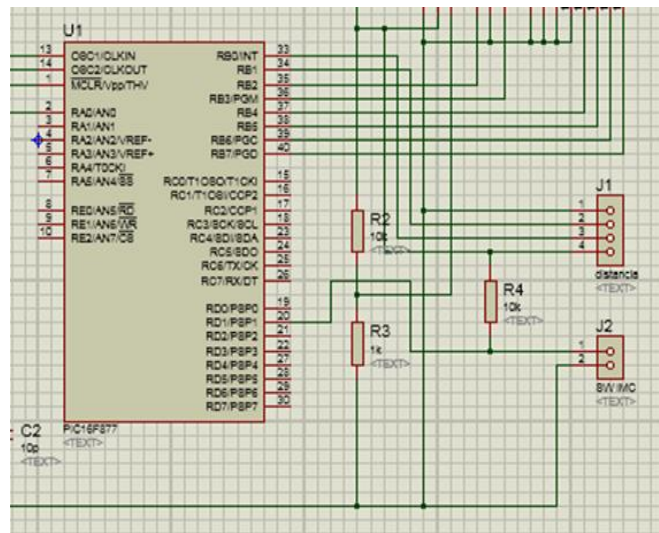 U1
13 OSC1/CLKIN
14 OSC2/CLKOUT
1 MCLR/Vpp/THV
2 RA0/AN0
3 RA1/AN1
4 RA2/AN2/VREF-
5 RA3/AN3/VREF+
6 RA4/T0CKI
7 RA5/AN4/SS
8 RE0/AN5/RD
9 RE1/AN6/WR
10 RE2/AN7/CS
RB0/INT 33
RB1 34
RB2 35
RB3/PGM 36
RB4 37
RB5 38
RB6/PGC 39
RB7/PGD 40
RC0/T1OSO/T1CKI 15
RC1/T1OSI/CCP2 16
RC2/CCP1 17
RC3/SCK/SCL 18
RC4/SDI/SDA 23
RC5/SDO 24
RC6/TX/CK 25
RC7/RX/DT 26
RD0/PSP0 19
RD1/PSP1 20
RD2/PSP2 21
RD3/PSP3 22
RD4/PSP4 27
RD5/PSP5 28
RD6/PSP6 29
RD7/PSP7 30
PIC16F877
<TEXT>
C2
10p
<TEXT>
R2
10k
<TEXT>
R3
1k
<TEXT>
R4
10k
<TEXT>
J1
1
2
3
4
distancia
<TEXT>
J2
1
2
SW IMC
<TEXT>